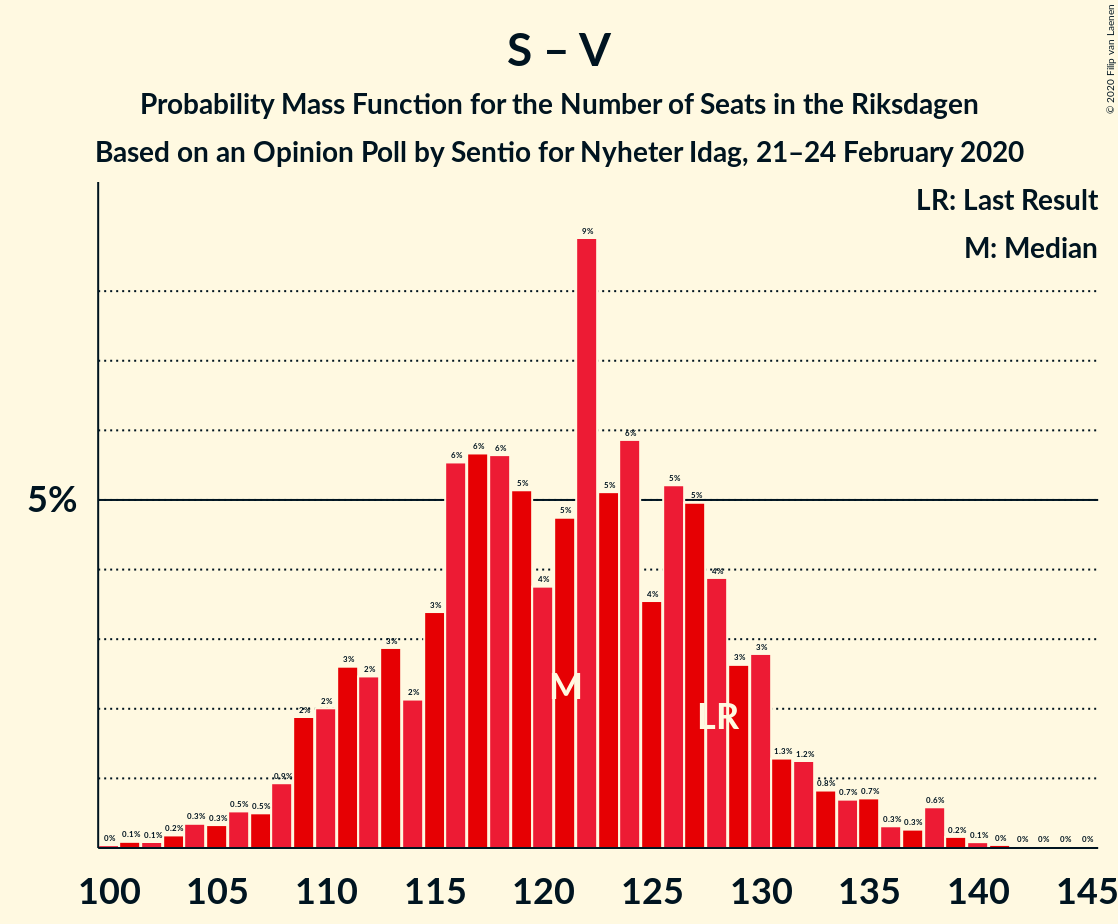 S – V
Probability Mass Function for the Number of Seats in the Riksdagen
Based on an Opinion Poll by Sentio for Nyheter Idag, 21–24 February 2020
© 2020 Filip van Laenen
LR: Last Result
M: Median
5%
0% 0.1% 0.1% 0.2% 0.3% 0.3% 0.5% 0.5% 0.9% 2% 2% 3% 2% 3% 2% 3% 6% 6% 6% 5% 4% 5% 9% 5% 6% 4% 5% 5% 4% 3% 3% 1.3% 1.2% 0.8% 0.7% 0.7% 0.3% 0.3% 0.6% 0.2% 0.1% 0% 0% 0% 0% 0%
M
LR
100 105 110 115 120 125 130 135 140 145